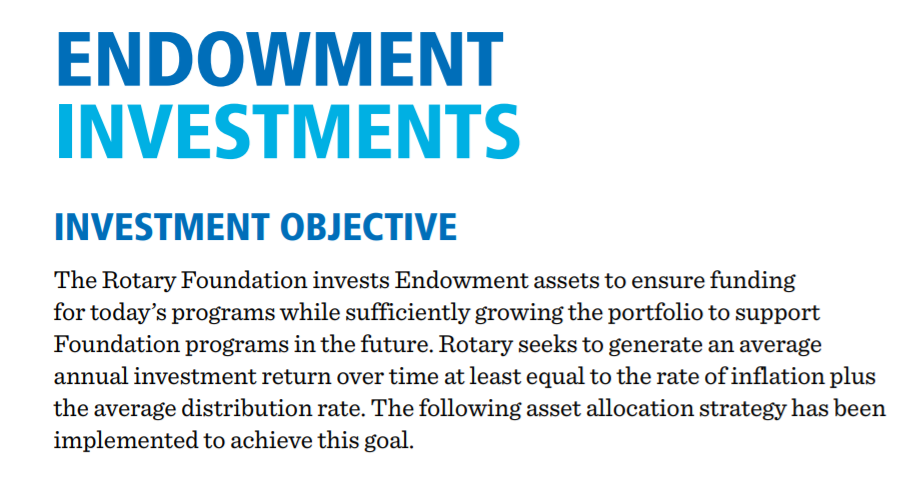 ENDOWMENT
INVESTMENTS
INVESTMENT OBJECTIVE
The Rotary Foundation invests Endowment assets to ensure funding
for today’s programs while sufficiently growing the portfolio to support
Foundation programs in the future. Rotary seeks to generate an average
annual investment return over time at least equal to the rate of inflation plus
the average distribution rate. The following asset allocation strategy has been
implemented to achieve this goal.